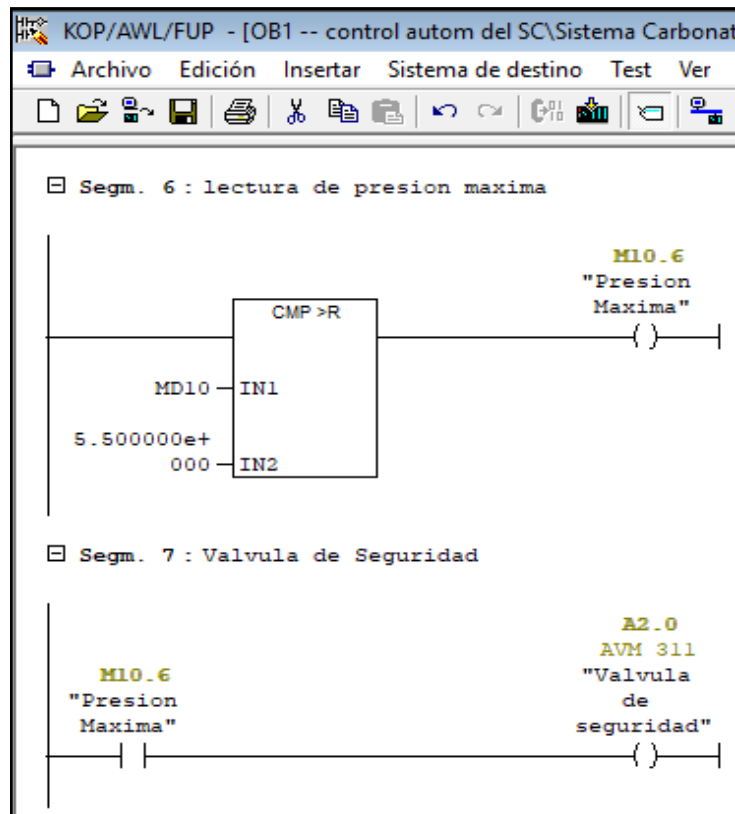 KOP/AWL/FUP - [OB1 -- control autom del SC\Sistema Carbonat
Archivo Edición Insertar Sistema de destino Test Ver
Segm. 6 : lectura de presion maxima
M10.6
"Presion
Maxima"
CMP >R
( )
MD10 IN1
5.500000e+
000 IN2
Segm. 7 : Valvula de Seguridad
A2.0
AVM 311
M10.6
"Valvula
"Presion
de
Maxima"
seguridad"
( )